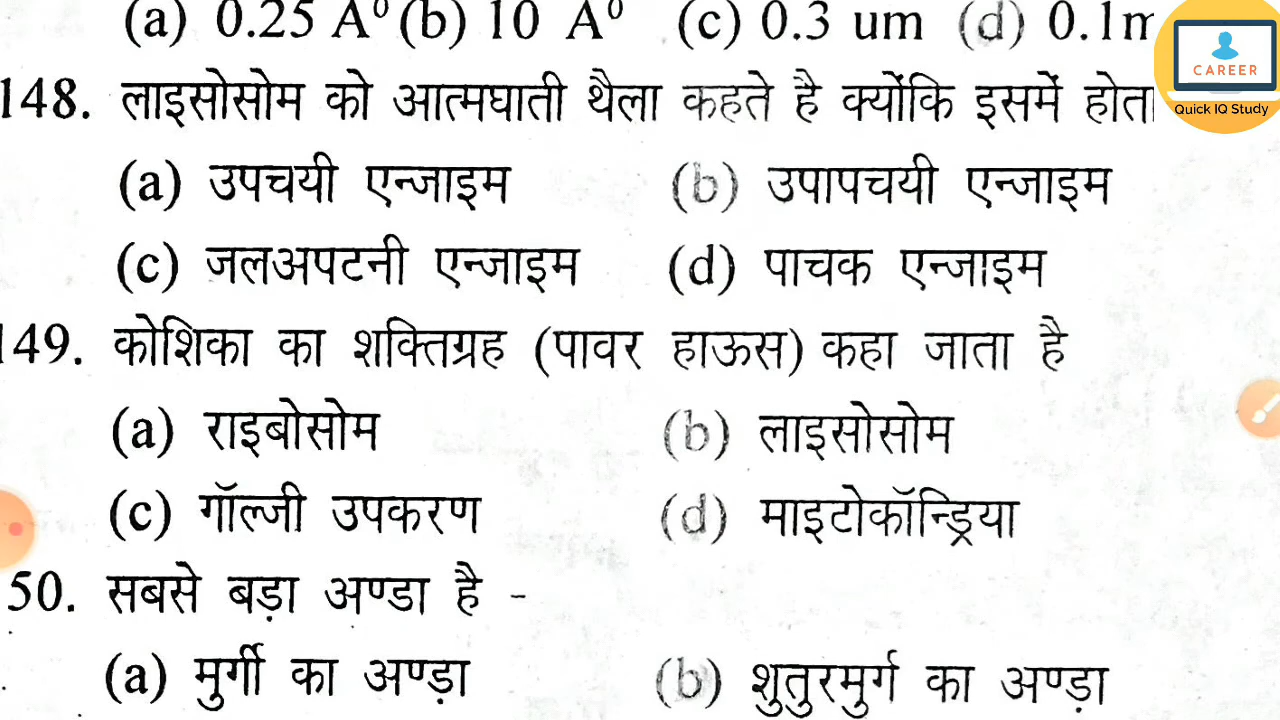 (a) 0.25 A⁰ (b) 10 A⁰ (c) 0.3 um (d) 0.1m
CAREER
Quick IQ Study
148. लाइसोसोम को आत्मघाती थैला कहते है क्योंकि इसमें होता
(a) उपचयी एन्जाइम (b) उपापचयी एन्जाइम
(c) जलअपटनी एन्जाइम (d) पाचक एन्जाइम
149. कोशिका का शक्तिग्रह (पावर हाऊस) कहा जाता है
(a) राइबोसोम (b) लाइसोसोम
(c) गॉल्जी उपकरण (d) माइटोकॉन्ड्रिया
50. सबसे बड़ा अण्डा है -
(a) मुर्गी का अण्ड़ा (b) शुतुरमुर्ग का अण्ड़ा